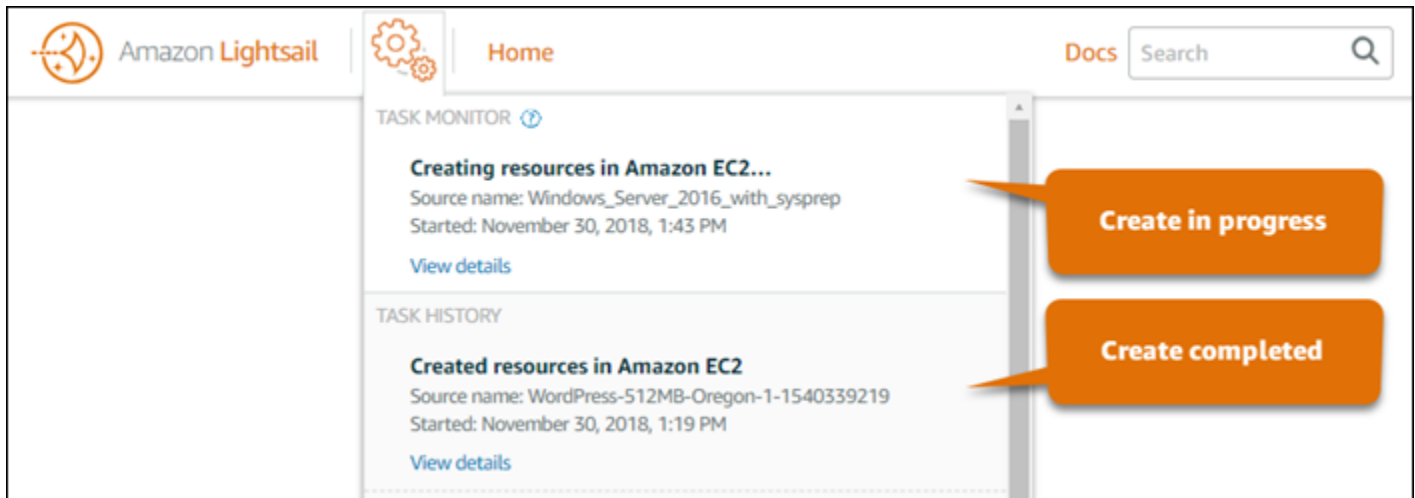 Amazon Lightsail
Home
Docs
Search
TASK MONITOR ?
Creating resources in Amazon EC2...
Source name: Windows_Server_2016_with_sysprep
Started: November 30, 2018, 1:43 PM
View details
Create in progress
TASK HISTORY
Created resources in Amazon EC2
Source name: WordPress-512MB-Oregon-1-1540339219
Started: November 30, 2018, 1:19 PM
View details
Create completed